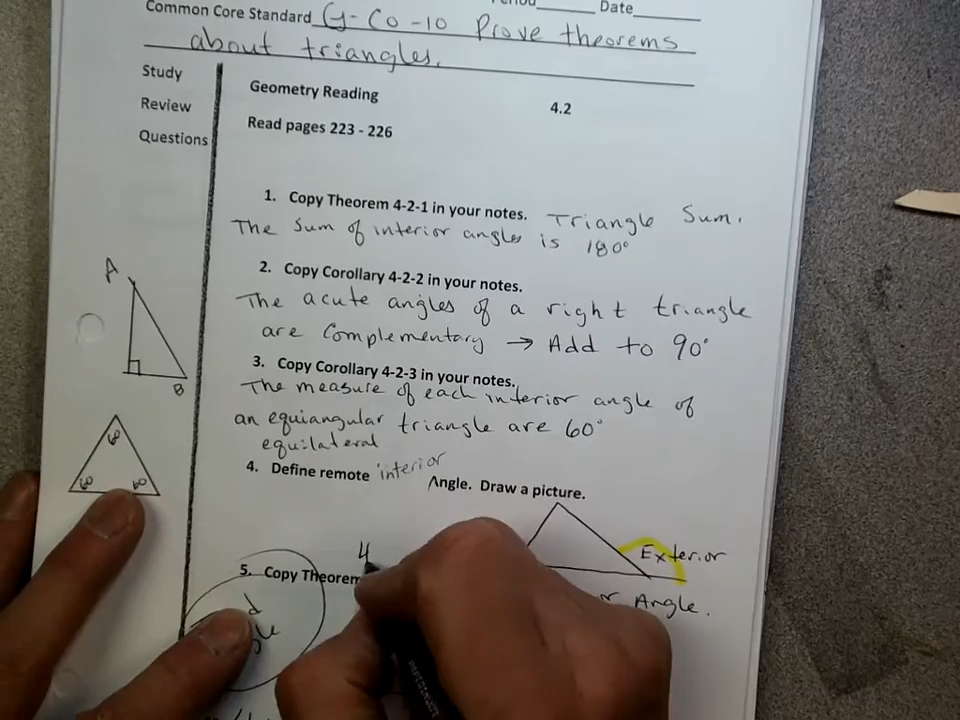 Date
Common Core Standard G-CO-10 Prove theorems
about triangles.
Study
Review
Questions
Geometry Reading
4.2
Read pages 223 - 226
1. Copy Theorem 4-2-1 in your notes. Triangle Sum.
The Sum of interior angles is 180°
2. Copy Corollary 4-2-2 in your notes.
The acute angles of a right triangle
are complementary → Add to 90°
3. Copy Corollary 4-2-3 in your notes.
The measure of each interior angle of
an equiangular triangle are 60°
equilateral
4. Define remote interior Angle. Draw a picture.
A
B
60
60
60
Exterior
Angle.
4
5. Copy Theorem